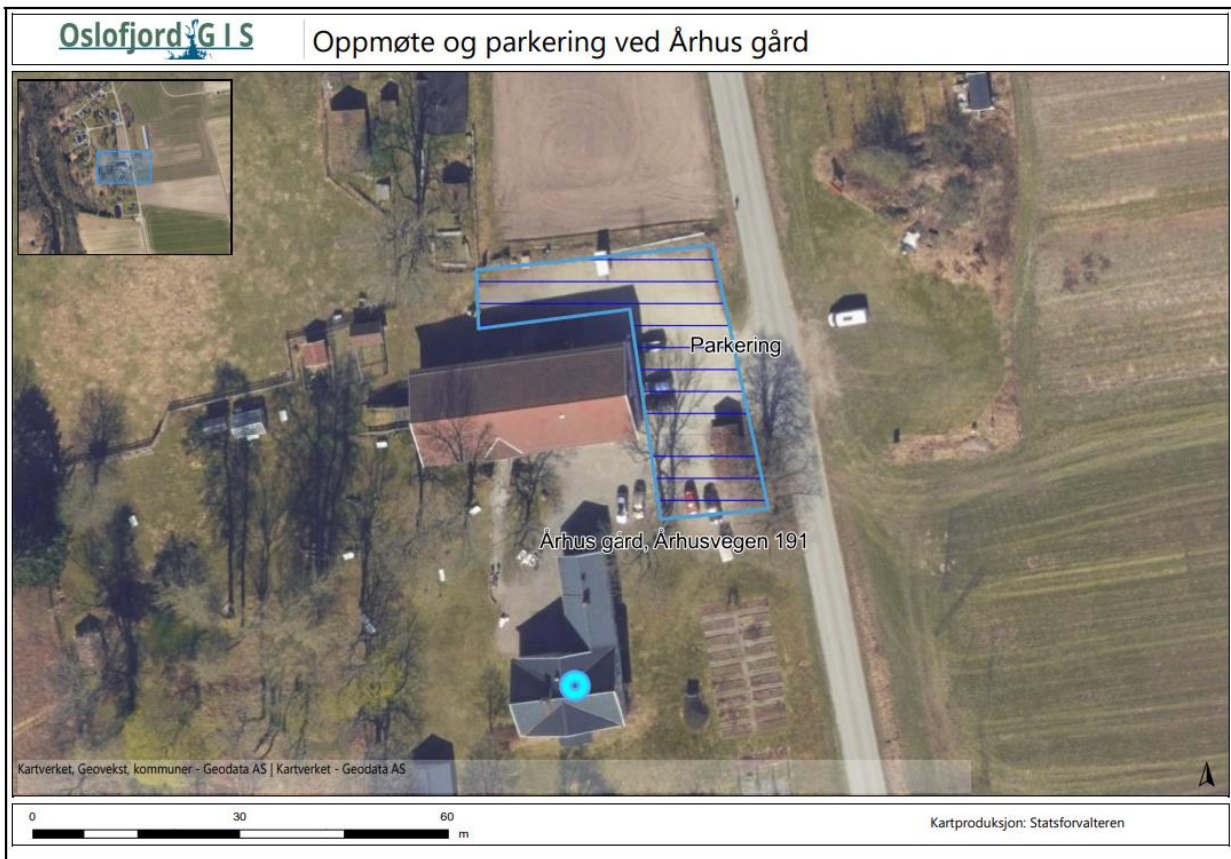 Oslofjord GIS
Oppmøte og parkering ved Århus gård
Parkering
Århus gård, Århusvegen 191
Kartverket, Geovekst, kommuner - Geodata AS | Kartverket - Geodata AS
0 30 60
m
Kartproduksjon: Statsforvalteren